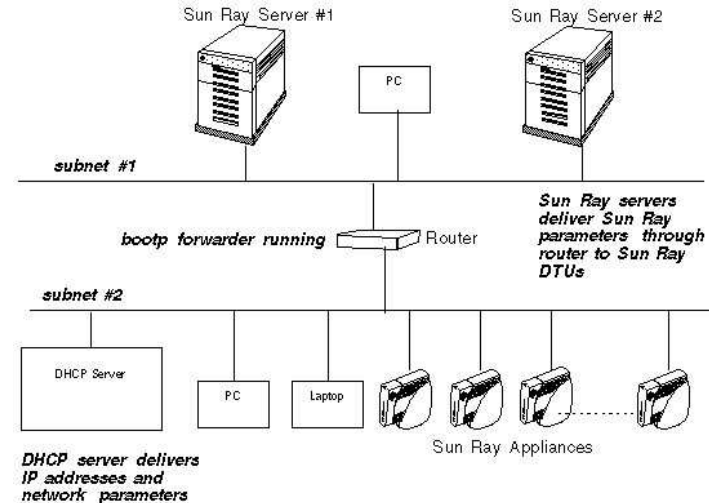 Sun Ray Server #1
Sun Ray Server #2
PC
subnet #1
Sun Ray servers
deliver Sun Ray
parameters through
router to Sun Ray
DTUs
bootp forwarder running
Router
subnet #2
DHCP Server
PC
Laptop
Sun Ray Appliances
DHCP server delivers
IP addresses and
network parameters